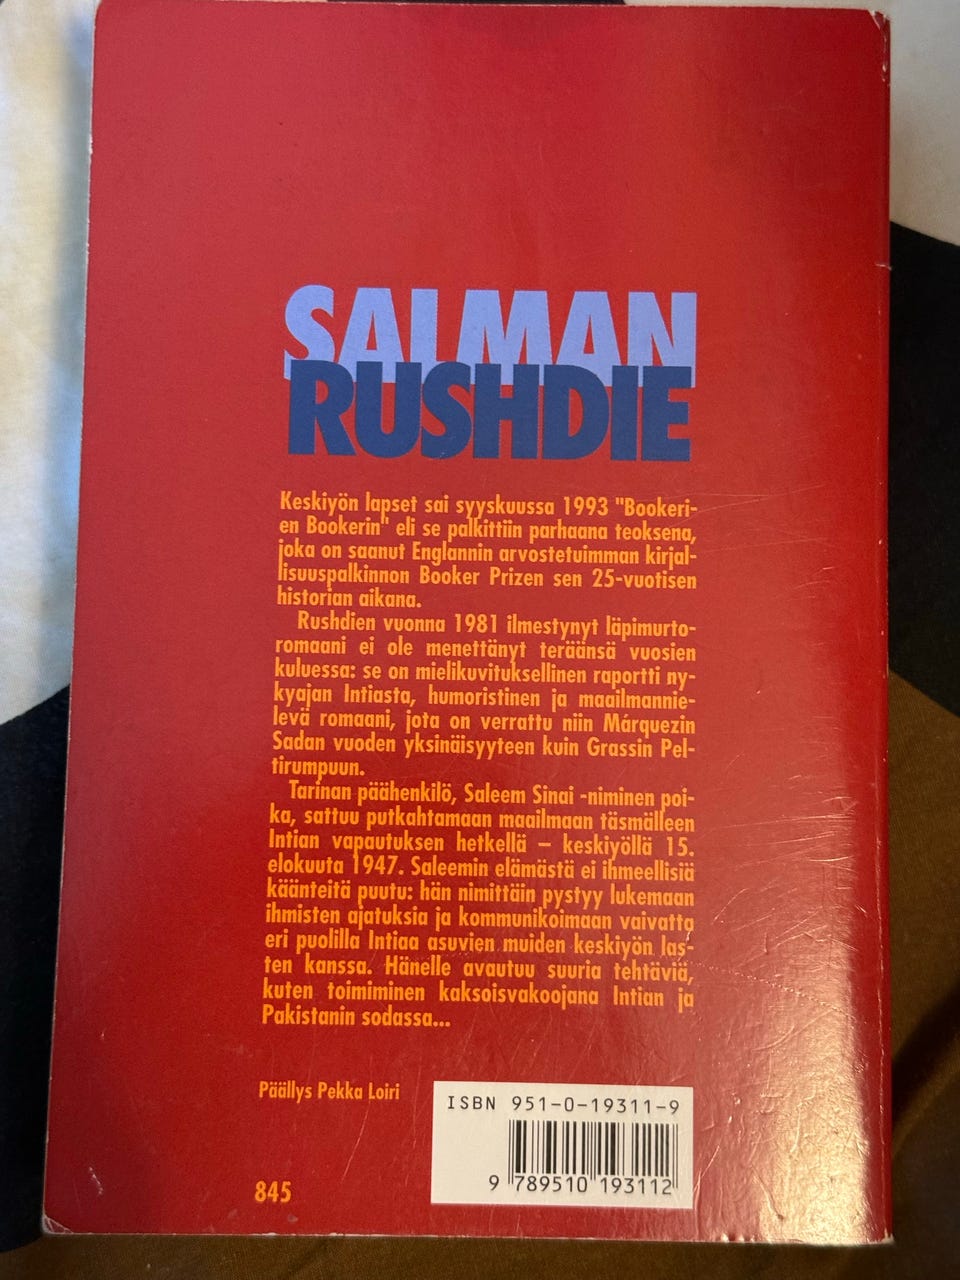 SALMAN
RUSHDIE
Keskiyön lapset sai syyskuussa 1993 "Bookeri-
en Bookerin" eli se palkittiin parhaana teoksena,
joka on saanut Englannin arvostetuimman kirjal-
lisuuspalkinnon Booker Prizen sen 25-vuotisen
historian aikana.
Rushdien vuonna 1981 ilmestynyt läpimurto-
romaani ei ole menettänyt teräänsä vuosien
kuluessa: se on mielikuvituksellinen raportti ny-
kyajan Intiasta, humoristinen ja maailmannie-
levä romaani, jota on verrattu niin Márquezin
Sadan vuoden yksinäisyyteen kuin Grassin Pel-
tirumpuun.
Tarinan päähenkilö, Saleem Sinai -niminen poi-
ka, sattuu putkahtamaan maailmaan täsmälleen
Intian vapautuksen hetkellä – keskiyöllä 15.
elokuuta 1947. Saleemin elämästä ei ihmeellisiä
käänteitä puutu: hän nimittäin pystyy lukemaan
ihmisten ajatuksia ja kommunikoimaan vaivatta
eri puolilla Intiaa asuvien muiden keskiyön las-
ten kanssa. Hänelle avautuu suuria tehtäviä,
kuten toimiminen kaksoisvakoojana Intian ja
Pakistanin sodassa...
Päällys Pekka Loiri
ISBN 951-0-19311-9
9 789510 193112
845